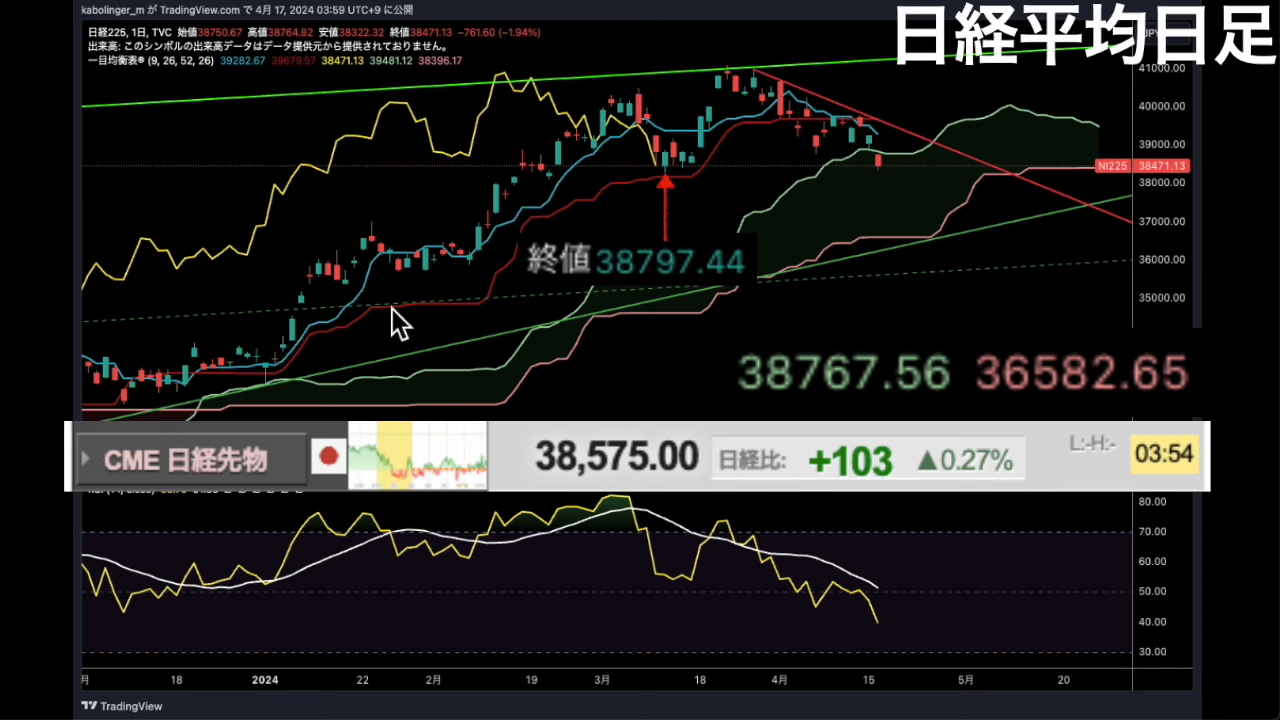 kabolinger_m が TradingView.com で 4月 17, 2024 03:59 UTC+9 に公開
日経平均日足
日経225, 1日, TVC 始値38750.67 高値38764.82 安値38322.32 終値38471.13 −761.60 (−1.94%)
出来高: このシンボルの出来高データはデータ提供元から提供されておりません。
一目均衡表® (9, 26, 52, 26) 39282.67 39679.57 38471.13 39481.12 38396.17
41000.00
40000.00
39000.00
NI225 38471.13
38000.00
37000.00
36000.00
35000.00
終値38797.44
38767.56 36582.65
CME 日経先物 38,575.00 日経比: +103 ▲0.27% L:-H:- 03:54
80.00
70.00
60.00
50.00
40.00
30.00
月 18 2024 22 2月 19 3月 18 4月 15 5月 20
TradingView